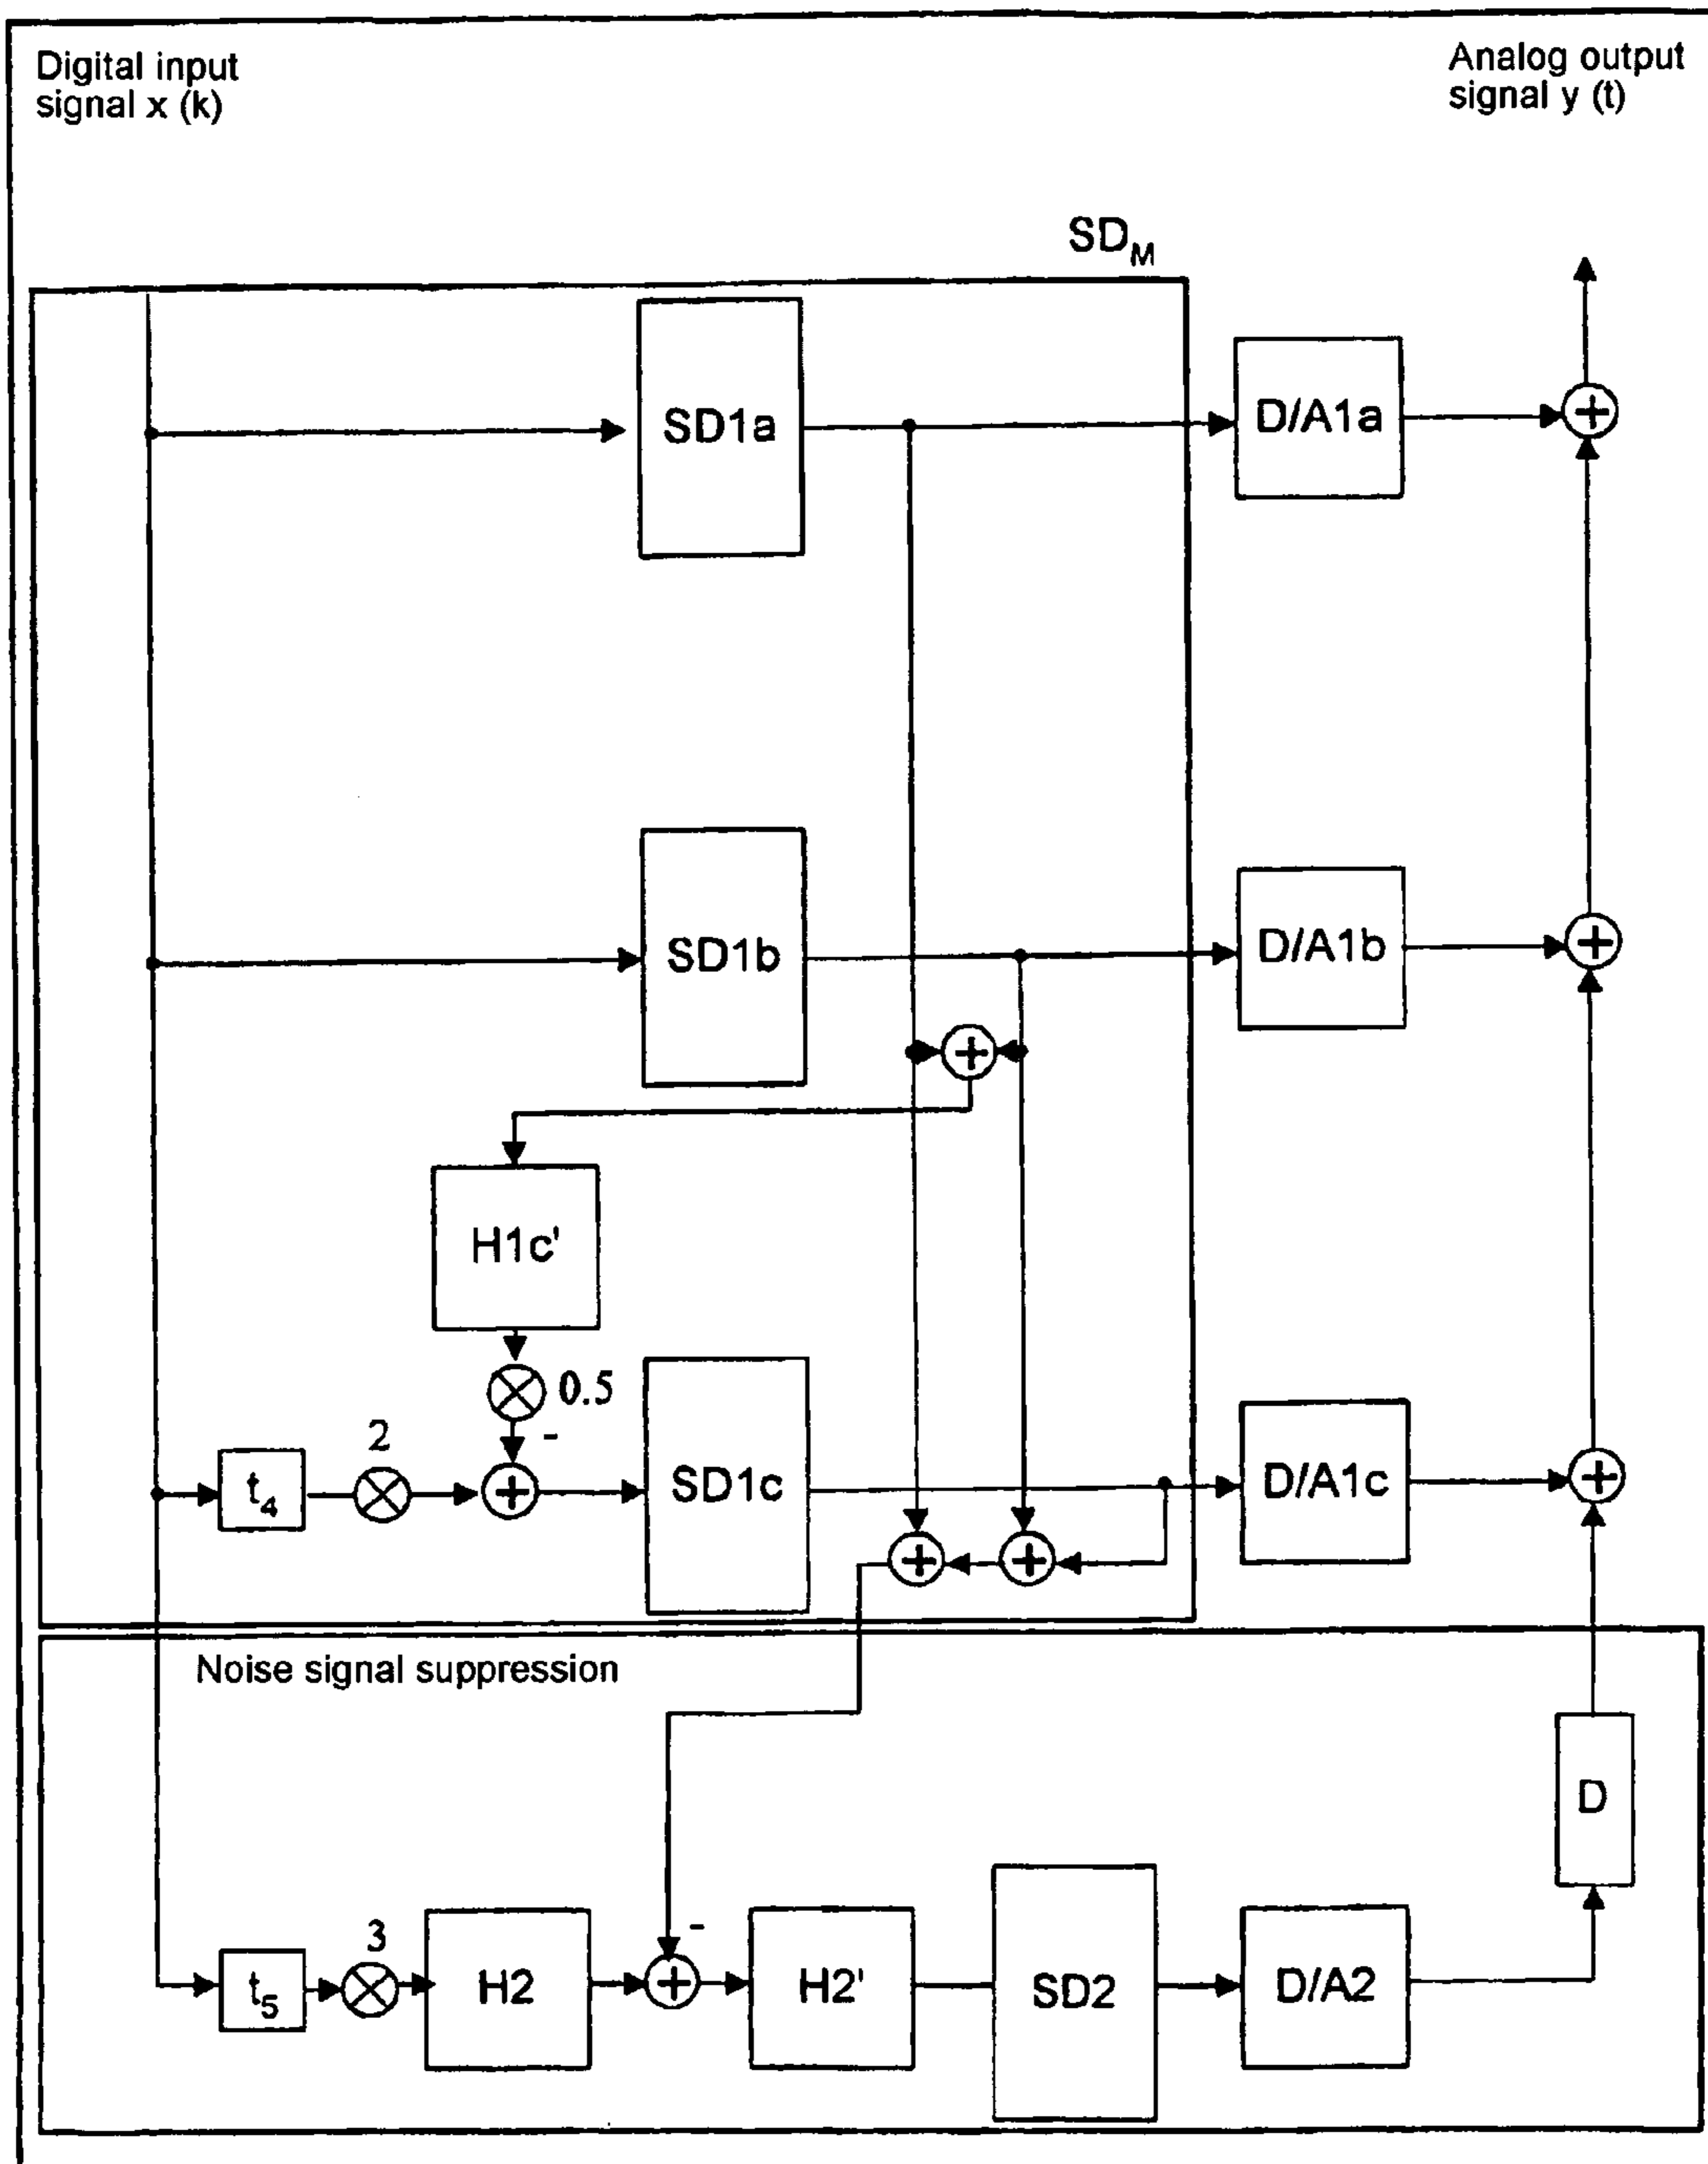 Digital input
signal x (k)
Analog output
signal y (t)
SD_M
SD1a
D/A1a
+
SD1b
D/A1b
+
+
H1c'
0.5
-
2
t_4
+
SD1c
D/A1c
+
+
+
Noise signal suppression
D
-
3
t_5
H2
+
H2'
SD2
D/A2